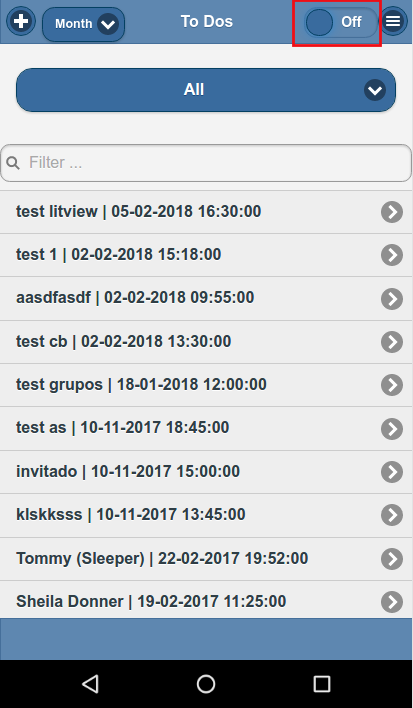 Month To Dos Off
All
Filter ...
test litview | 05-02-2018 16:30:00
test 1 | 02-02-2018 15:18:00
aasdfasdf | 02-02-2018 09:55:00
test cb | 02-02-2018 13:30:00
test grupos | 18-01-2018 12:00:00
test as | 10-11-2017 18:45:00
invitado | 10-11-2017 15:00:00
klskksss | 10-11-2017 13:45:00
Tommy (Sleeper) | 22-02-2017 19:52:00
Sheila Donner | 19-02-2017 11:25:00